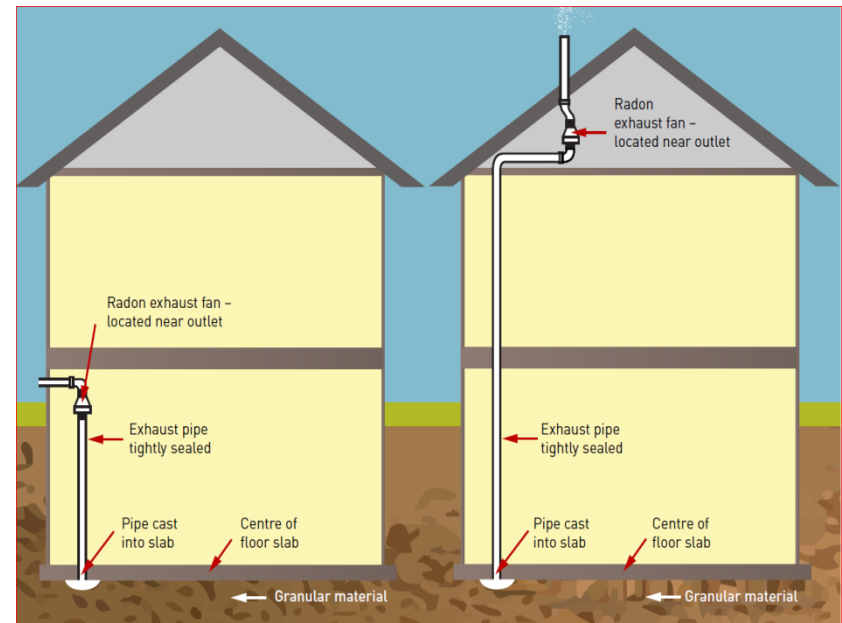 Radon exhaust fan –
located near outlet
Exhaust pipe
tightly sealed
Pipe cast
into slab
Centre of
floor slab
Granular material
Radon
exhaust fan –
located near outlet
Exhaust pipe
tightly sealed
Pipe cast
into slab
Centre of
floor slab
Granular material